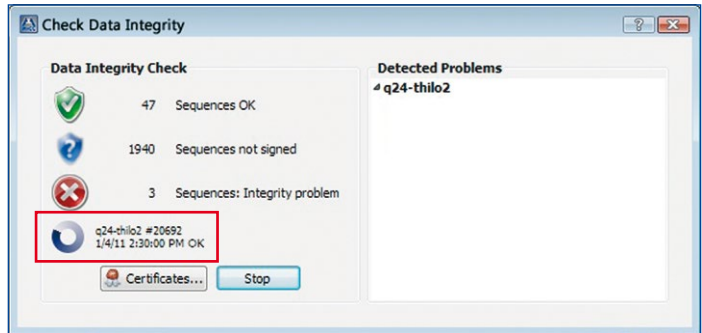 Check Data Integrity
Data Integrity Check
47 Sequences OK
1940 Sequences not signed
3 Sequences: Integrity problem
q24-thilo2 #20692
1/4/11 2:30:00 PM OK
Certificates...
Stop
Detected Problems
q24-thilo2